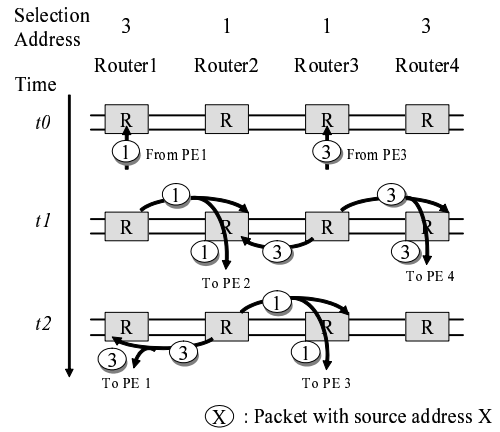 Selection
Address
3 1 1 3
Router1 Router2 Router3 Router4
Time
t0
R R R R
1 From PE1 3 From PE3
1 3
t1
R R R R
1 3 3
To PE 2 To PE 4
1
t2
R R R R
3 3 1
To PE 1 To PE 3
X : Packet with source address X